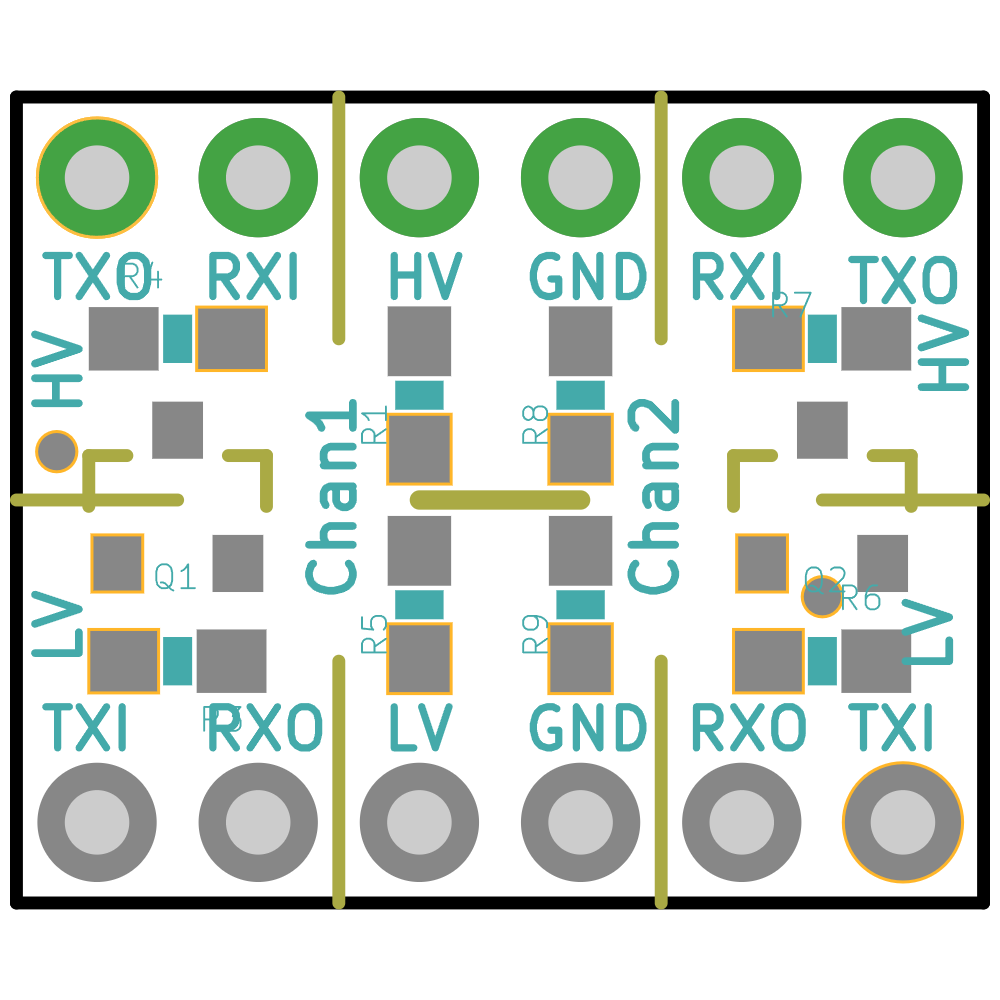 TXO RXI HV GND RXI TXO
R4 R7
HV HV
R1 R8
Chan1 Chan2
Q1 Q2
R6
LV LV
R5 R9
R3
TXI RXO LV GND RXO TXI